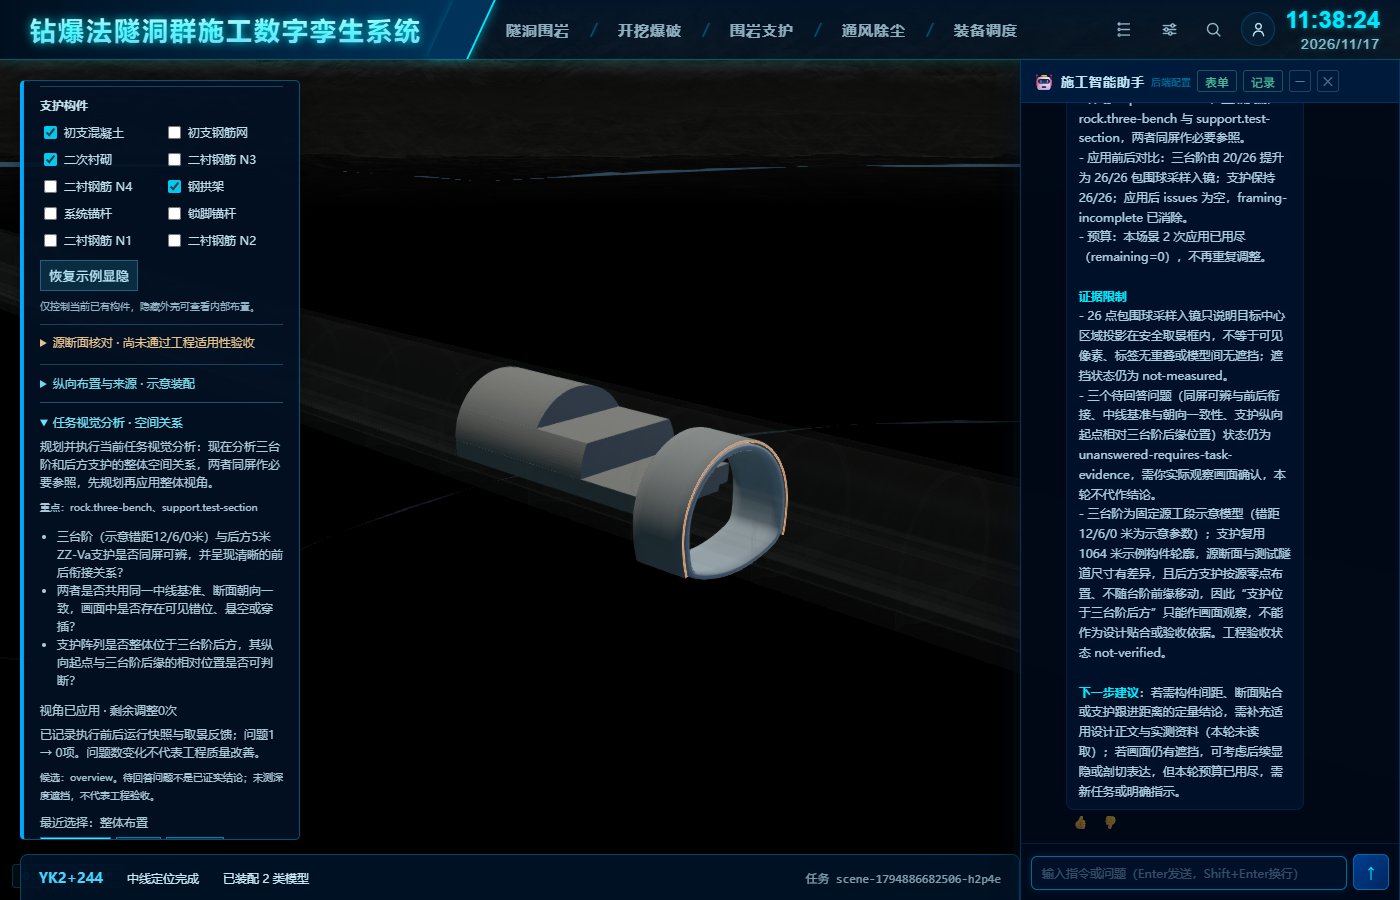 钻爆法隧洞群施工数字孪生系统
隧洞围岩 / 开挖爆破 / 围岩支护 / 通风除尘 / 装备调度
11:38:24
2026/11/17
支护构件
初支混凝土 初支钢筋网
二次衬砌 二衬钢筋 N3
二衬钢筋 N4 钢拱架
系统锚杆 锁脚锚杆
二衬钢筋 N1 二衬钢筋 N2
恢复示例显隐
仅控制当前已有构件，隐藏外壳可查看内部布置。
源断面核对 · 尚未通过工程适用性验收
纵向布置与来源 · 示意装配
任务视觉分析 · 空间关系
规划并执行当前任务视觉分析：现在分析三台
阶和后方支护的整体空间关系，两者同屏作必
要参照，先规划再应用整体视角。
重点：rock.three-bench、support.test-section
三台阶（示意错距12/6/0米）与后方5米
ZZ-Va支护是否同屏可辨，并呈现清晰的前
后衔接关系？
两者是否共用同一中线基准、断面朝向一
致，画面中是否存在可见错位、悬空或穿
插？
支护阵列是否整体位于三台阶后方，其纵
向起点与三台阶后缘的相对位置是否可判
断？
视角已应用 · 剩余调整0次
已记录执行前后运行快照与取景反馈；问题1
→ 0项。问题数变化不代表工程质量改善。
候选：overview。待回答问题不是已证实结论；未测深
度遮挡，不代表工程验收。
最近选择：整体布置
YK2+244 中线定位完成 已装配 2 类模型
任务 scene-1794886682506-h2p4e
施工智能助手 后端配置 表单 记录
rock.three-bench 与 support.test-
section，两者同屏作必要参照。
- 应用前后对比：三台阶由 20/26 提升
为 26/26 包围球采样入镜；支护保持
26/26；应用后 issues 为空，framing-
incomplete 已消除。
- 预算：本场景 2 次应用已用尽
（remaining=0），不再重复调整。
证据限制
- 26 点包围球采样入镜只说明目标中心
区域投影在安全取景框内，不等于可见
像素、标签无重叠或模型间无遮挡；遮
挡状态仍为 not-measured。
- 三个待回答问题（同屏可辨与前后衔
接、中线基准与朝向一致性、支护纵向
起点相对三台阶后缘位置）状态仍为
unanswered-requires-task-
evidence，需你实际观察画面确认，本
轮不代作结论。
- 三台阶为固定源工段示意模型（错距
12/6/0 米为示意参数）；支护复用
1064 米示例构件轮廓，源断面与测试隧
道尺寸有差异，且后方支护按源零点布
置、不随台阶前缘移动，因此“支护位
于三台阶后方”只能作画面观察，不能
作为设计贴合或验收依据。工程验收状
态 not-verified。
下一步建议：若需构件间距、断面贴合
或支护跟进距离的定量结论，需补充适
用设计正文与实测资料（本轮未读
取）；若画面仍有遮挡，可考虑后续显
隐或剖切表达，但本轮预算已用尽，需
新任务或明确指示。
输入指令或问题（Enter发送，Shift+Enter换行）